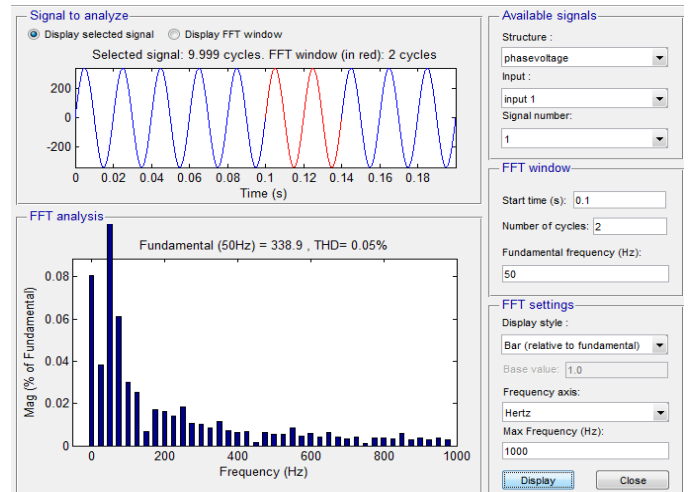 Signal to analyze
Display selected signal
Display FFT window
Selected signal: 9.999 cycles. FFT window (in red): 2 cycles
200
0
-200
0 0.02 0.04 0.06 0.08 0.1 0.12 0.14 0.16 0.18
Time (s)
FFT analysis
Fundamental (50Hz) = 338.9 , THD= 0.05%
Mag (% of Fundamental)
0.08
0.06
0.04
0.02
0
0 200 400 600 800 1000
Frequency (Hz)
Available signals
Structure :
phasevoltage
Input :
input 1
Signal number:
1
FFT window
Start time (s): 0.1
Number of cycles: 2
Fundamental frequency (Hz):
50
FFT settings
Display style :
Bar (relative to fundamental)
Base value: 1.0
Frequency axis:
Hertz
Max Frequency (Hz):
1000
Display Close